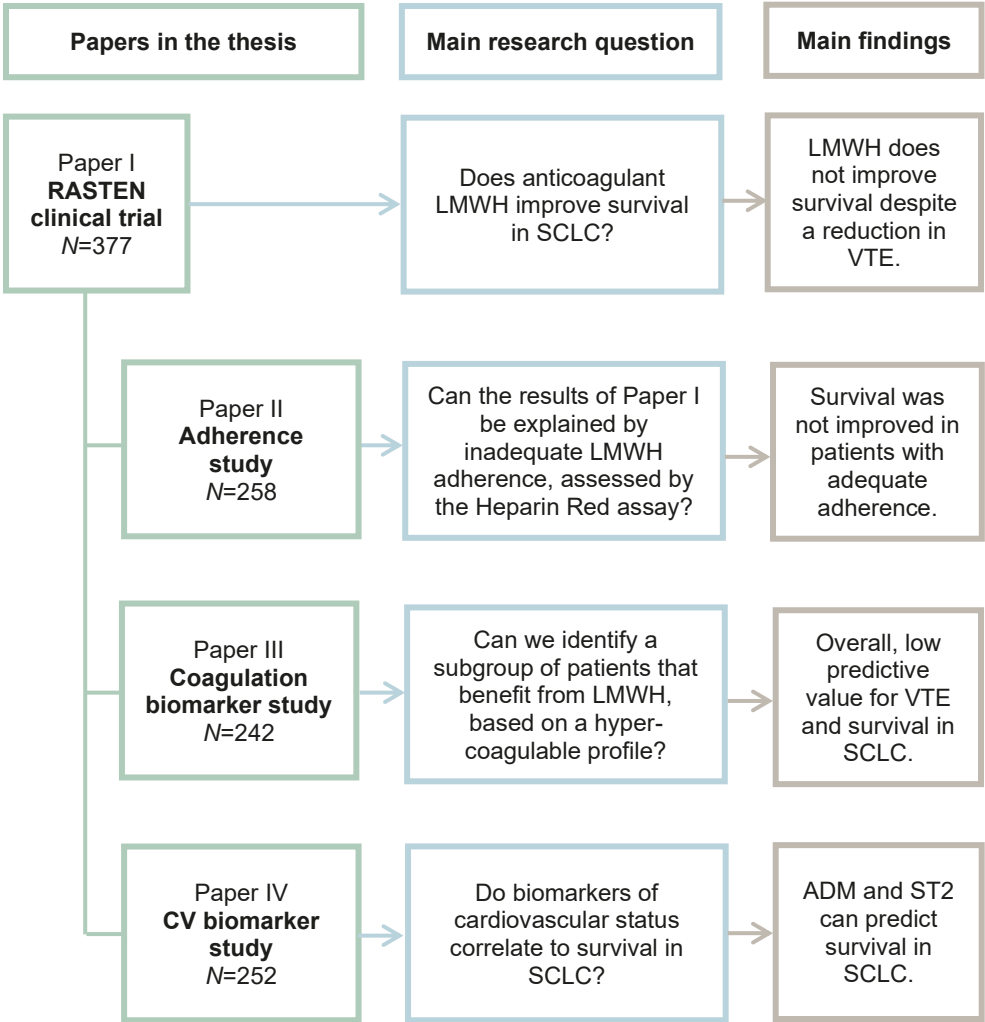 Papers in the thesis
Main research question
Main findings
Paper I
RASTEN
clinical trial
N=377
Does anticoagulant
LMWH improve survival
in SCLC?
LMWH does
not improve
survival despite
a reduction in
VTE.
Paper II
Adherence
study
N=258
Can the results of Paper I
be explained by
inadequate LMWH
adherence, assessed by
the Heparin Red assay?
Survival was
not improved in
patients with
adequate
adherence.
Paper III
Coagulation
biomarker study
N=242
Can we identify a
subgroup of patients that
benefit from LMWH,
based on a hyper-
coagulable profile?
Overall, low
predictive
value for VTE
and survival in
SCLC.
Paper IV
CV biomarker
study
N=252
Do biomarkers of
cardiovascular status
correlate to survival in
SCLC?
ADM and ST2
can predict
survival in
SCLC.